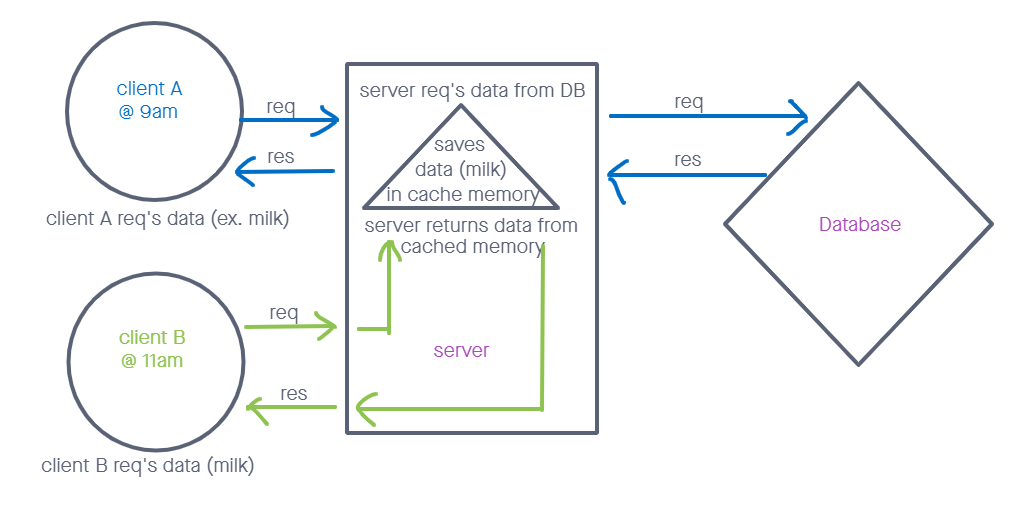 client A
@ 9am
req
res
client A req's data (ex. milk)
server req's data from DB
saves
data (milk)
in cache memory
server returns data from
cached memory
server
req
res
Database
client B
@ 11am
req
res
client B req's data (milk)